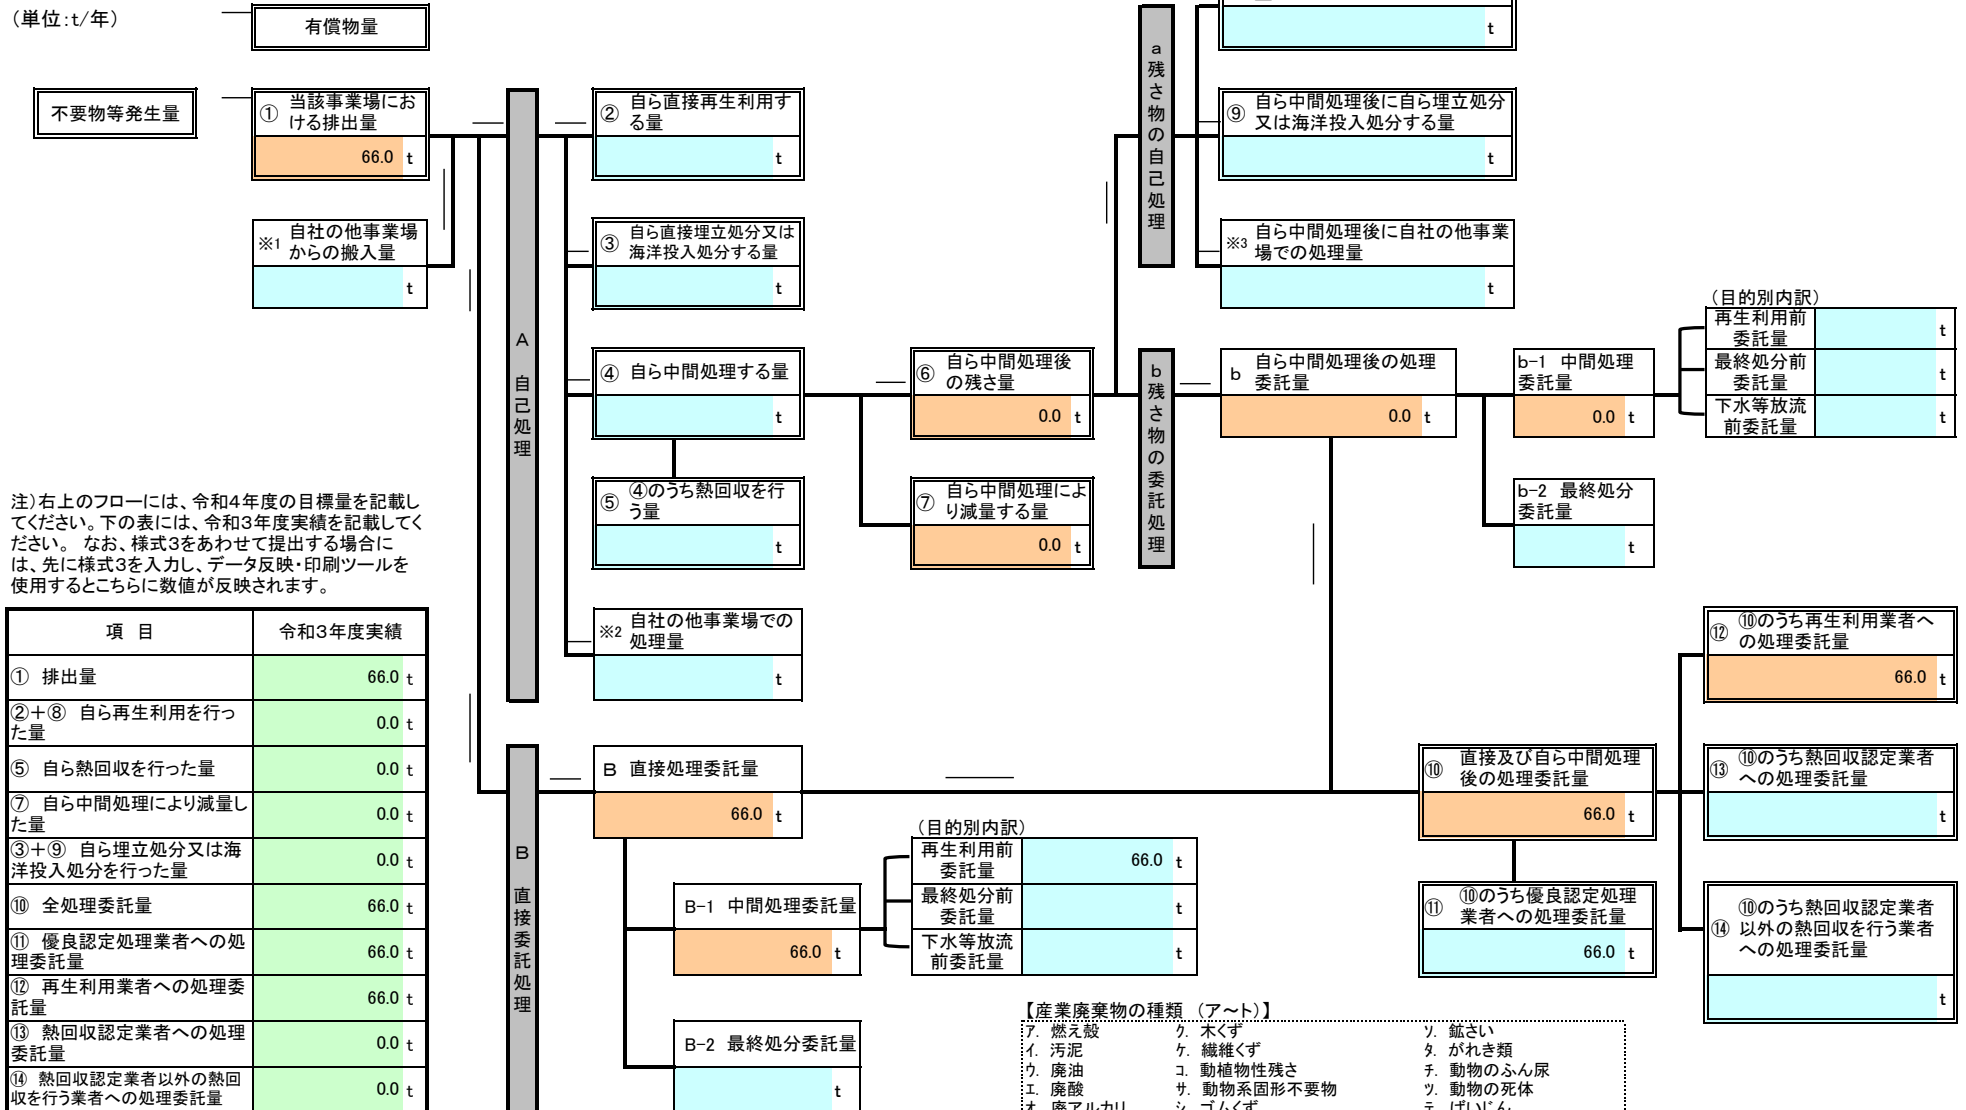 （単位：t/年）
有償物量
t
不要物等発生量
① 当該事業場にお
ける排出量
66.0 t
※1 自社の他事業場
からの搬入量
t
A 自己処理
② 自ら直接再生利用す
る量
t
③ 自ら直接埋立処分又は
海洋投入処分する量
t
④ 自ら中間処理する量
t
⑤ ④のうち熱回収を行
う量
t
※2 自社の他事業場での
処理量
t
⑥ 自ら中間処理後
の残さ量
0.0 t
⑦ 自ら中間処理によ
り減量する量
0.0 t
a 残さ物の自己処理
⑨ 自ら中間処理後に自ら埋立処分
又は海洋投入処分する量
t
※3 自ら中間処理後に自社の他事業
場での処理量
t
b 残さ物の委託処理
b 自ら中間処理後の処理
委託量
0.0 t
b-1 中間処理
委託量
0.0 t
b-2 最終処分
委託量
t
（目的別内訳）
再生利用前
委託量
t
最終処分前
委託量
t
下水等放流
前委託量
t
注）右上のフローには、令和４年度の目標量を記載し
てください。下の表には、令和３年度実績を記載してく
ださい。 なお、様式３をあわせて提出する場合に
は、先に様式３を入力し、データ反映・印刷ツールを
使用するとこちらに数値が反映されます。
項 目 令和３年度実績
① 排出量 66.0 t
②＋⑧ 自ら再生利用を行っ
た量 0.0 t
⑤ 自ら熱回収を行った量 0.0 t
⑦ 自ら中間処理により減量し
た量 0.0 t
③＋⑨ 自ら埋立処分又は海
洋投入処分を行った量 0.0 t
⑩ 全処理委託量 66.0 t
⑪ 優良認定処理業者への処
理委託量 66.0 t
⑫ 再生利用業者への処理委
託量 66.0 t
⑬ 熱回収認定業者への処理
委託量 0.0 t
⑭ 熱回収認定業者以外の熱回
収を行う業者への処理委託量 0.0 t
B 直接委託処理
B 直接処理委託量
66.0 t
B-1 中間処理委託量
66.0 t
B-2 最終処分委託量
t
（目的別内訳）
再生利用前
委託量
66.0 t
最終処分前
委託量
t
下水等放流
前委託量
t
⑩ 直接及び自ら中間処理
後の処理委託量
66.0 t
⑪ ⑩のうち優良認定処理
業者への処理委託量
66.0 t
⑫ ⑩のうち再生利用業者へ
の処理委託量
66.0 t
⑬ ⑩のうち熱回収認定業者
への処理委託量
t
⑭ ⑩のうち熱回収認定業者
以外の熱回収を行う業者
への処理委託量
t
【産業廃棄物の種類 （ア～ト）】
ア. 燃え殻 ク. 木くず ソ. 鉱さい
イ. 汚泥 ケ. 繊維くず タ. がれき類
ウ. 廃油 コ. 動植物性残さ チ. 動物のふん尿
エ. 廃酸 サ. 動物系固形不要物 ツ. 動物の死体
オ. 廃アルカリ シ. ゴムくず テ. ばいじん